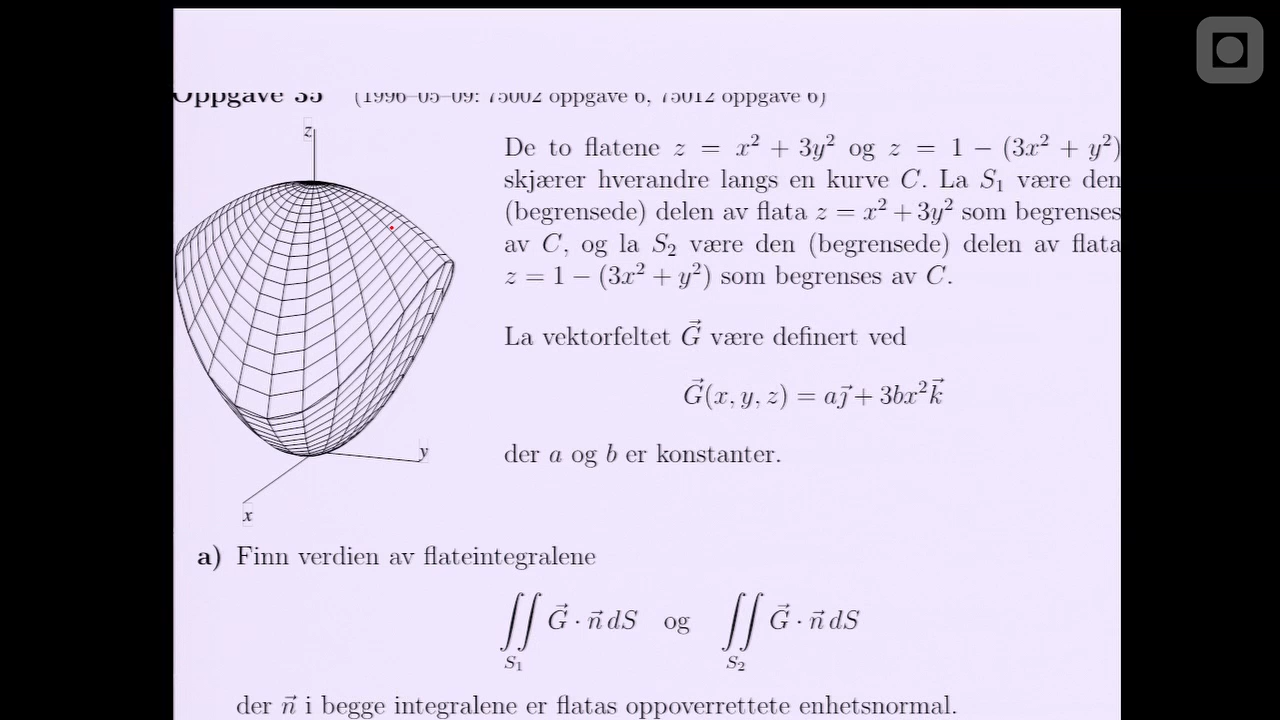 Oppgave 35 (1996–05–09: 75002 oppgave 6, 75012 oppgave 6)
z
De to flatene z = x² + 3y² og z = 1 − (3x² + y²)
skjærer hverandre langs en kurve C. La S₁ være den
(begrensede) delen av flata z = x² + 3y² som begrenses
av C, og la S₂ være den (begrensede) delen av flata
z = 1 − (3x² + y²) som begrenses av C.
La vektorfeltet G⃗ være definert ved
G⃗(x, y, z) = aȷ⃗ + 3bx²k⃗
y
der a og b er konstanter.
x
a) Finn verdien av flateintegralene
∬_{S₁} G⃗ · n⃗ dS og ∬_{S₂} G⃗ · n⃗ dS
der n⃗ i begge integralene er flatas oppoverrettete enhetsnormal.